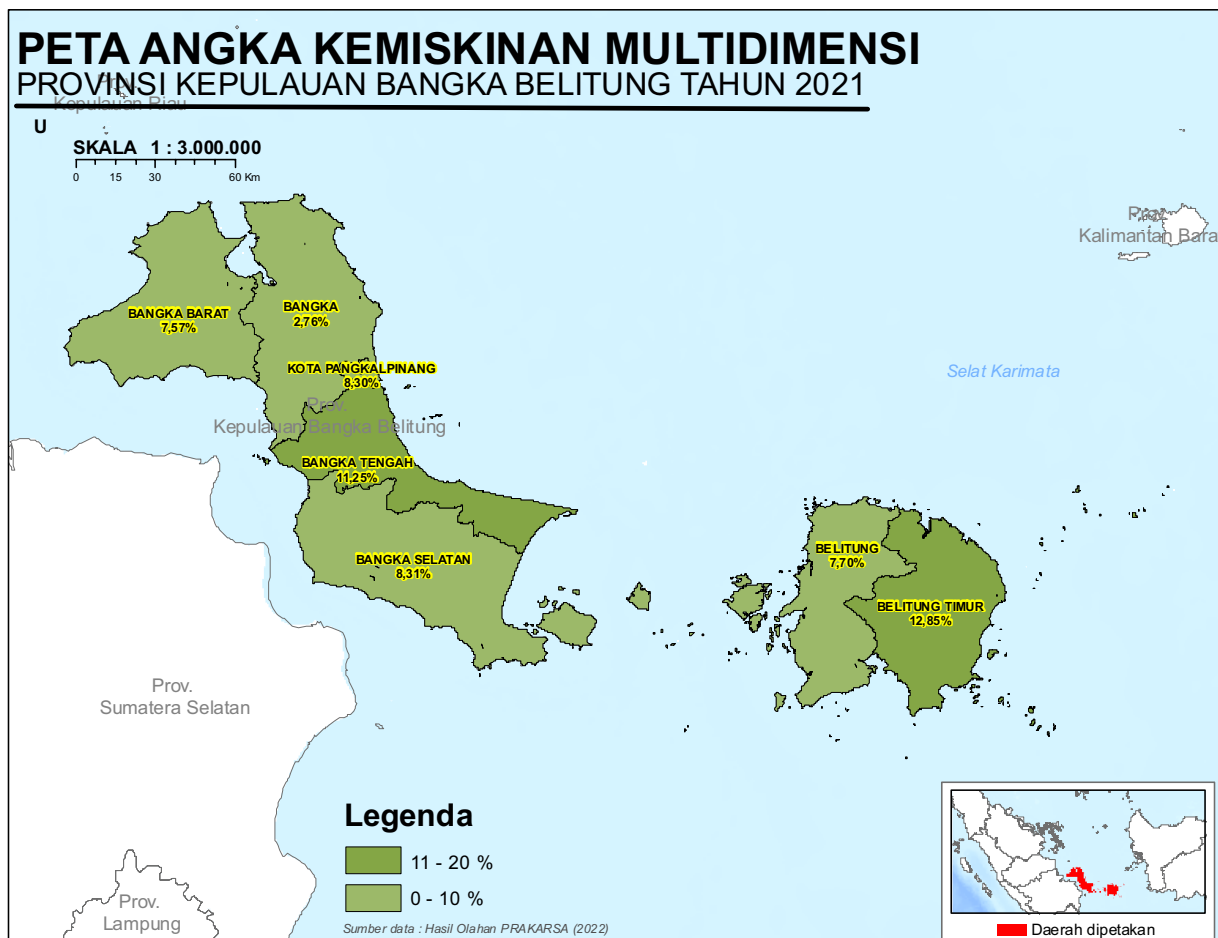 PETA ANGKA KEMISKINAN MULTIDIMENSI
PROVINSI KEPULAUAN BANGKA BELITUNG TAHUN 2021
Prov.
Kepulauan Riau
U
SKALA 1 : 3.000.000
0 15 30 60 Km
Prov.
Kalimantan Bara
BANGKA BARAT
7,57%
BANGKA
2,76%
KOTA PANGKALPINANG
8,30%
Selat Karimata
Prov.
Kepulauan Bangka Belitung
BANGKA TENGAH
11,25%
BANGKA SELATAN
8,31%
BELITUNG
7,70%
BELITUNG TIMUR
12,85%
Prov.
Sumatera Selatan
Prov.
Lampung
Legenda
11 - 20 %
0 - 10 %
Sumber data : Hasil Olahan PRAKARSA (2022)
Daerah dipetakan